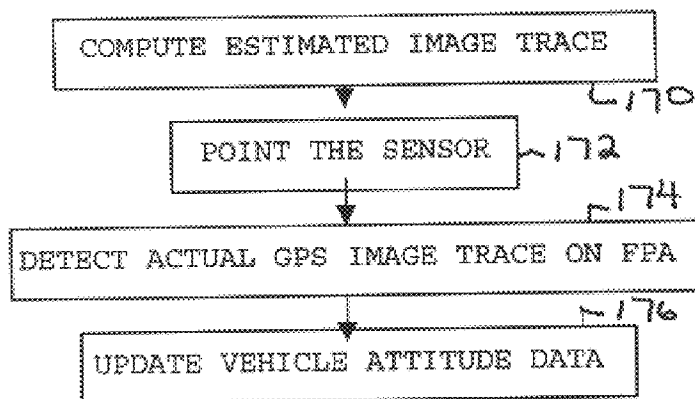 COMPUTE ESTIMATED IMAGE TRACE
170
POINT THE SENSOR
172
174
DETECT ACTUAL GPS IMAGE TRACE ON FPA
176
UPDATE VEHICLE ATTITUDE DATA